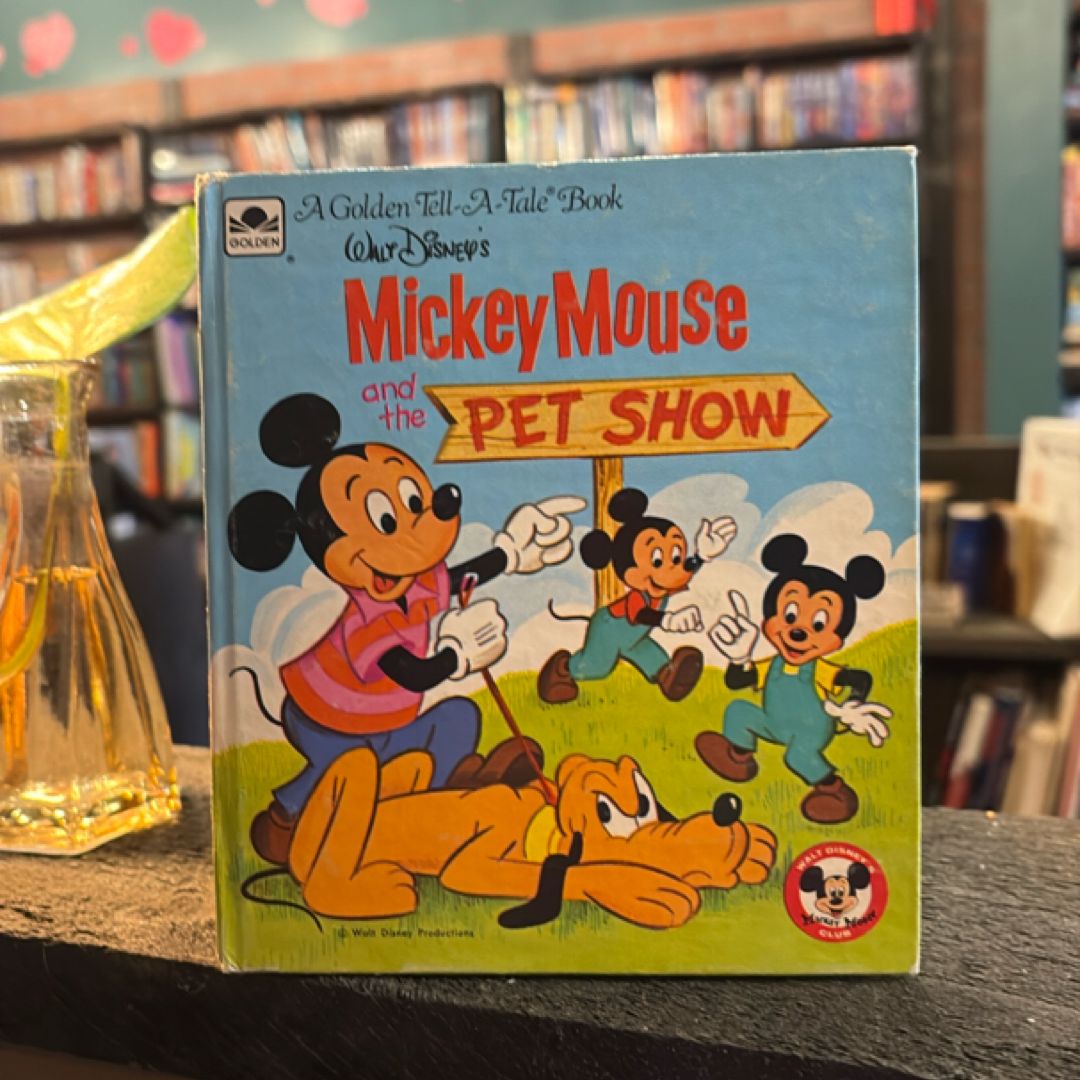 A Golden Tell-A-Tale® Book
GOLDEN
®
Walt Disney's
Mickey Mouse
and
the
PET SHOW
WALT DISNEY'S
MICKEY MOUSE
CLUB
© Walt Disney Productions